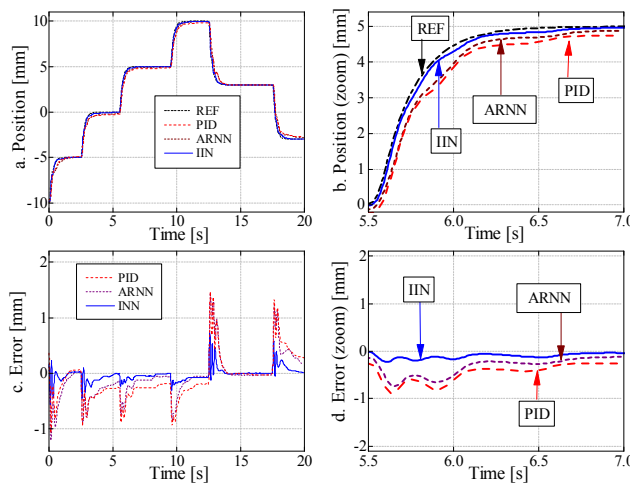 a. Position [mm]
10
5
0
-5
-10
REF
PID
ARNN
IIN
0
5
10
15
20
Time [s]
b. Position (zoom) [mm]
5
4
3
2
1
0
REF
ARNN
PID
IIN
5.5
6.0
6.5
7.0
Time [s]
c. Error [mm]
2
1
0
-1
PID
ARNN
INN
0
5
10
15
20
Time [s]
d. Error (zoom) [mm]
2
1
0
-1
-2
IIN
ARNN
PID
5.5
6.0
6.5
7.0
Time [s]